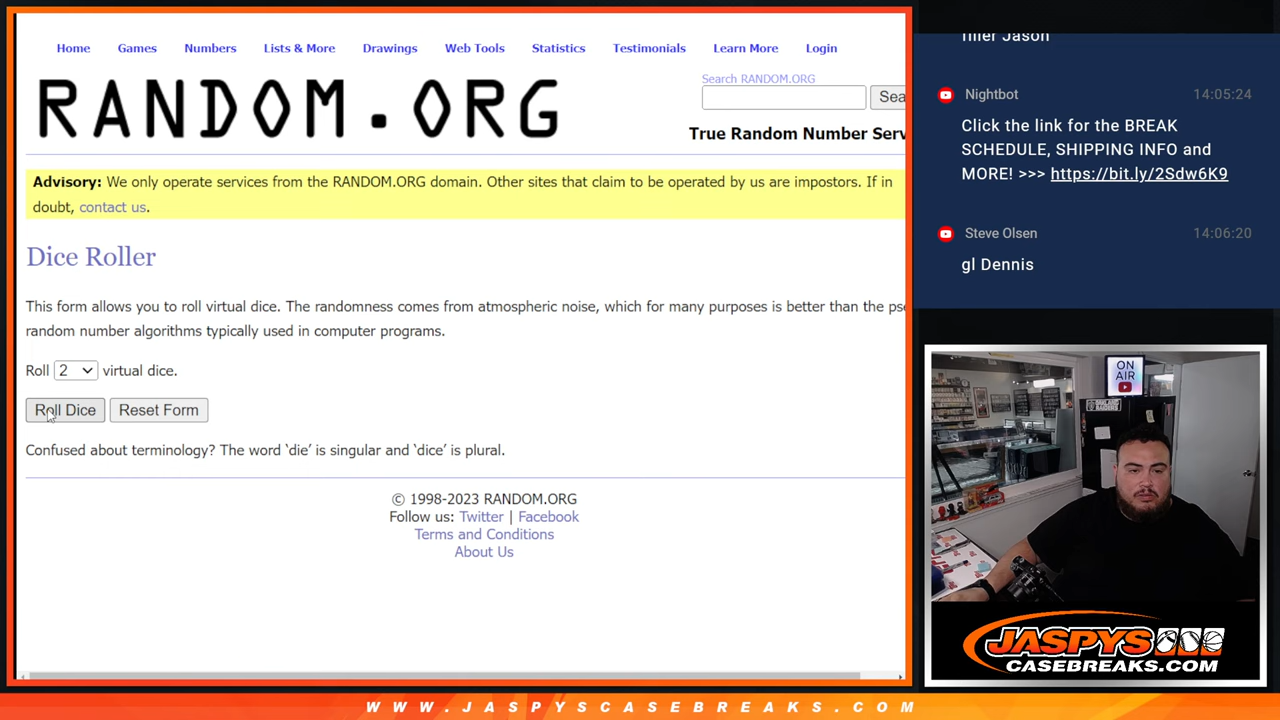 Home Games Numbers Lists & More Drawings Web Tools Statistics Testimonials Learn More Login
RANDOM.ORG
Search RANDOM.ORG
Sea
True Random Number Serv
Advisory: We only operate services from the RANDOM.ORG domain. Other sites that claim to be operated by us are impostors. If in
doubt, contact us.
Dice Roller
This form allows you to roll virtual dice. The randomness comes from atmospheric noise, which for many purposes is better than the pse
random number algorithms typically used in computer programs.
Roll 2 virtual dice.
Roll Dice Reset Form
Confused about terminology? The word ‘die’ is singular and ‘dice’ is plural.
© 1998-2023 RANDOM.ORG
Follow us: Twitter | Facebook
Terms and Conditions
About Us
filler Jason
Nightbot 14:05:24
Click the link for the BREAK
SCHEDULE, SHIPPING INFO and
MORE! >>> https://bit.ly/2Sdw6K9
Steve Olsen 14:06:20
gl Dennis
ON
AIR
JASPYS
CASEBREAKS.COM
WWW.JASPYSCASEBREAKS.COM